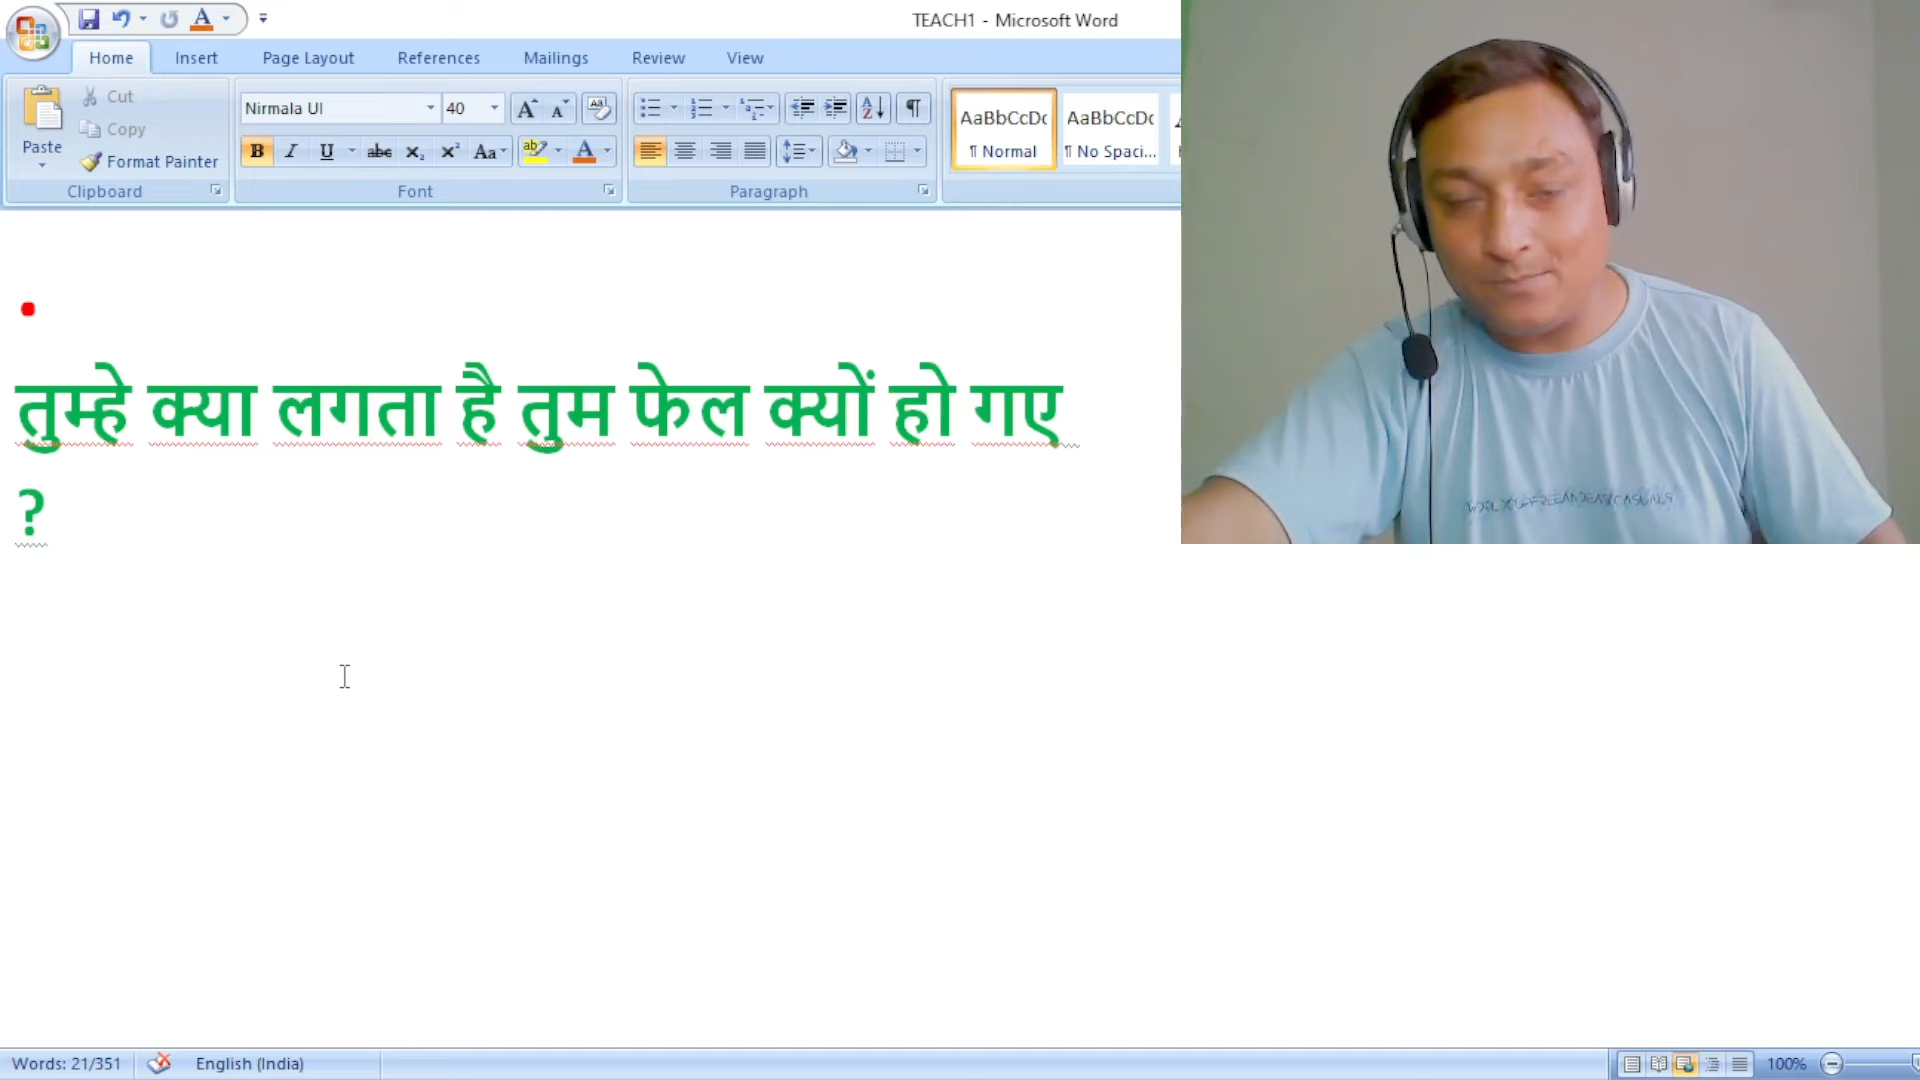 TEACH1 - Microsoft Word
Home Insert Page Layout References Mailings Review View
Paste
Cut
Copy
Format Painter
Clipboard
Nirmala UI 40
Font
Paragraph
AaBbCcDc AaBbCcDc
¶ Normal ¶ No Spaci...
तुम्हे क्या लगता है तुम फेल क्यों हो गए
?
Words: 21/351 English (India) 100%